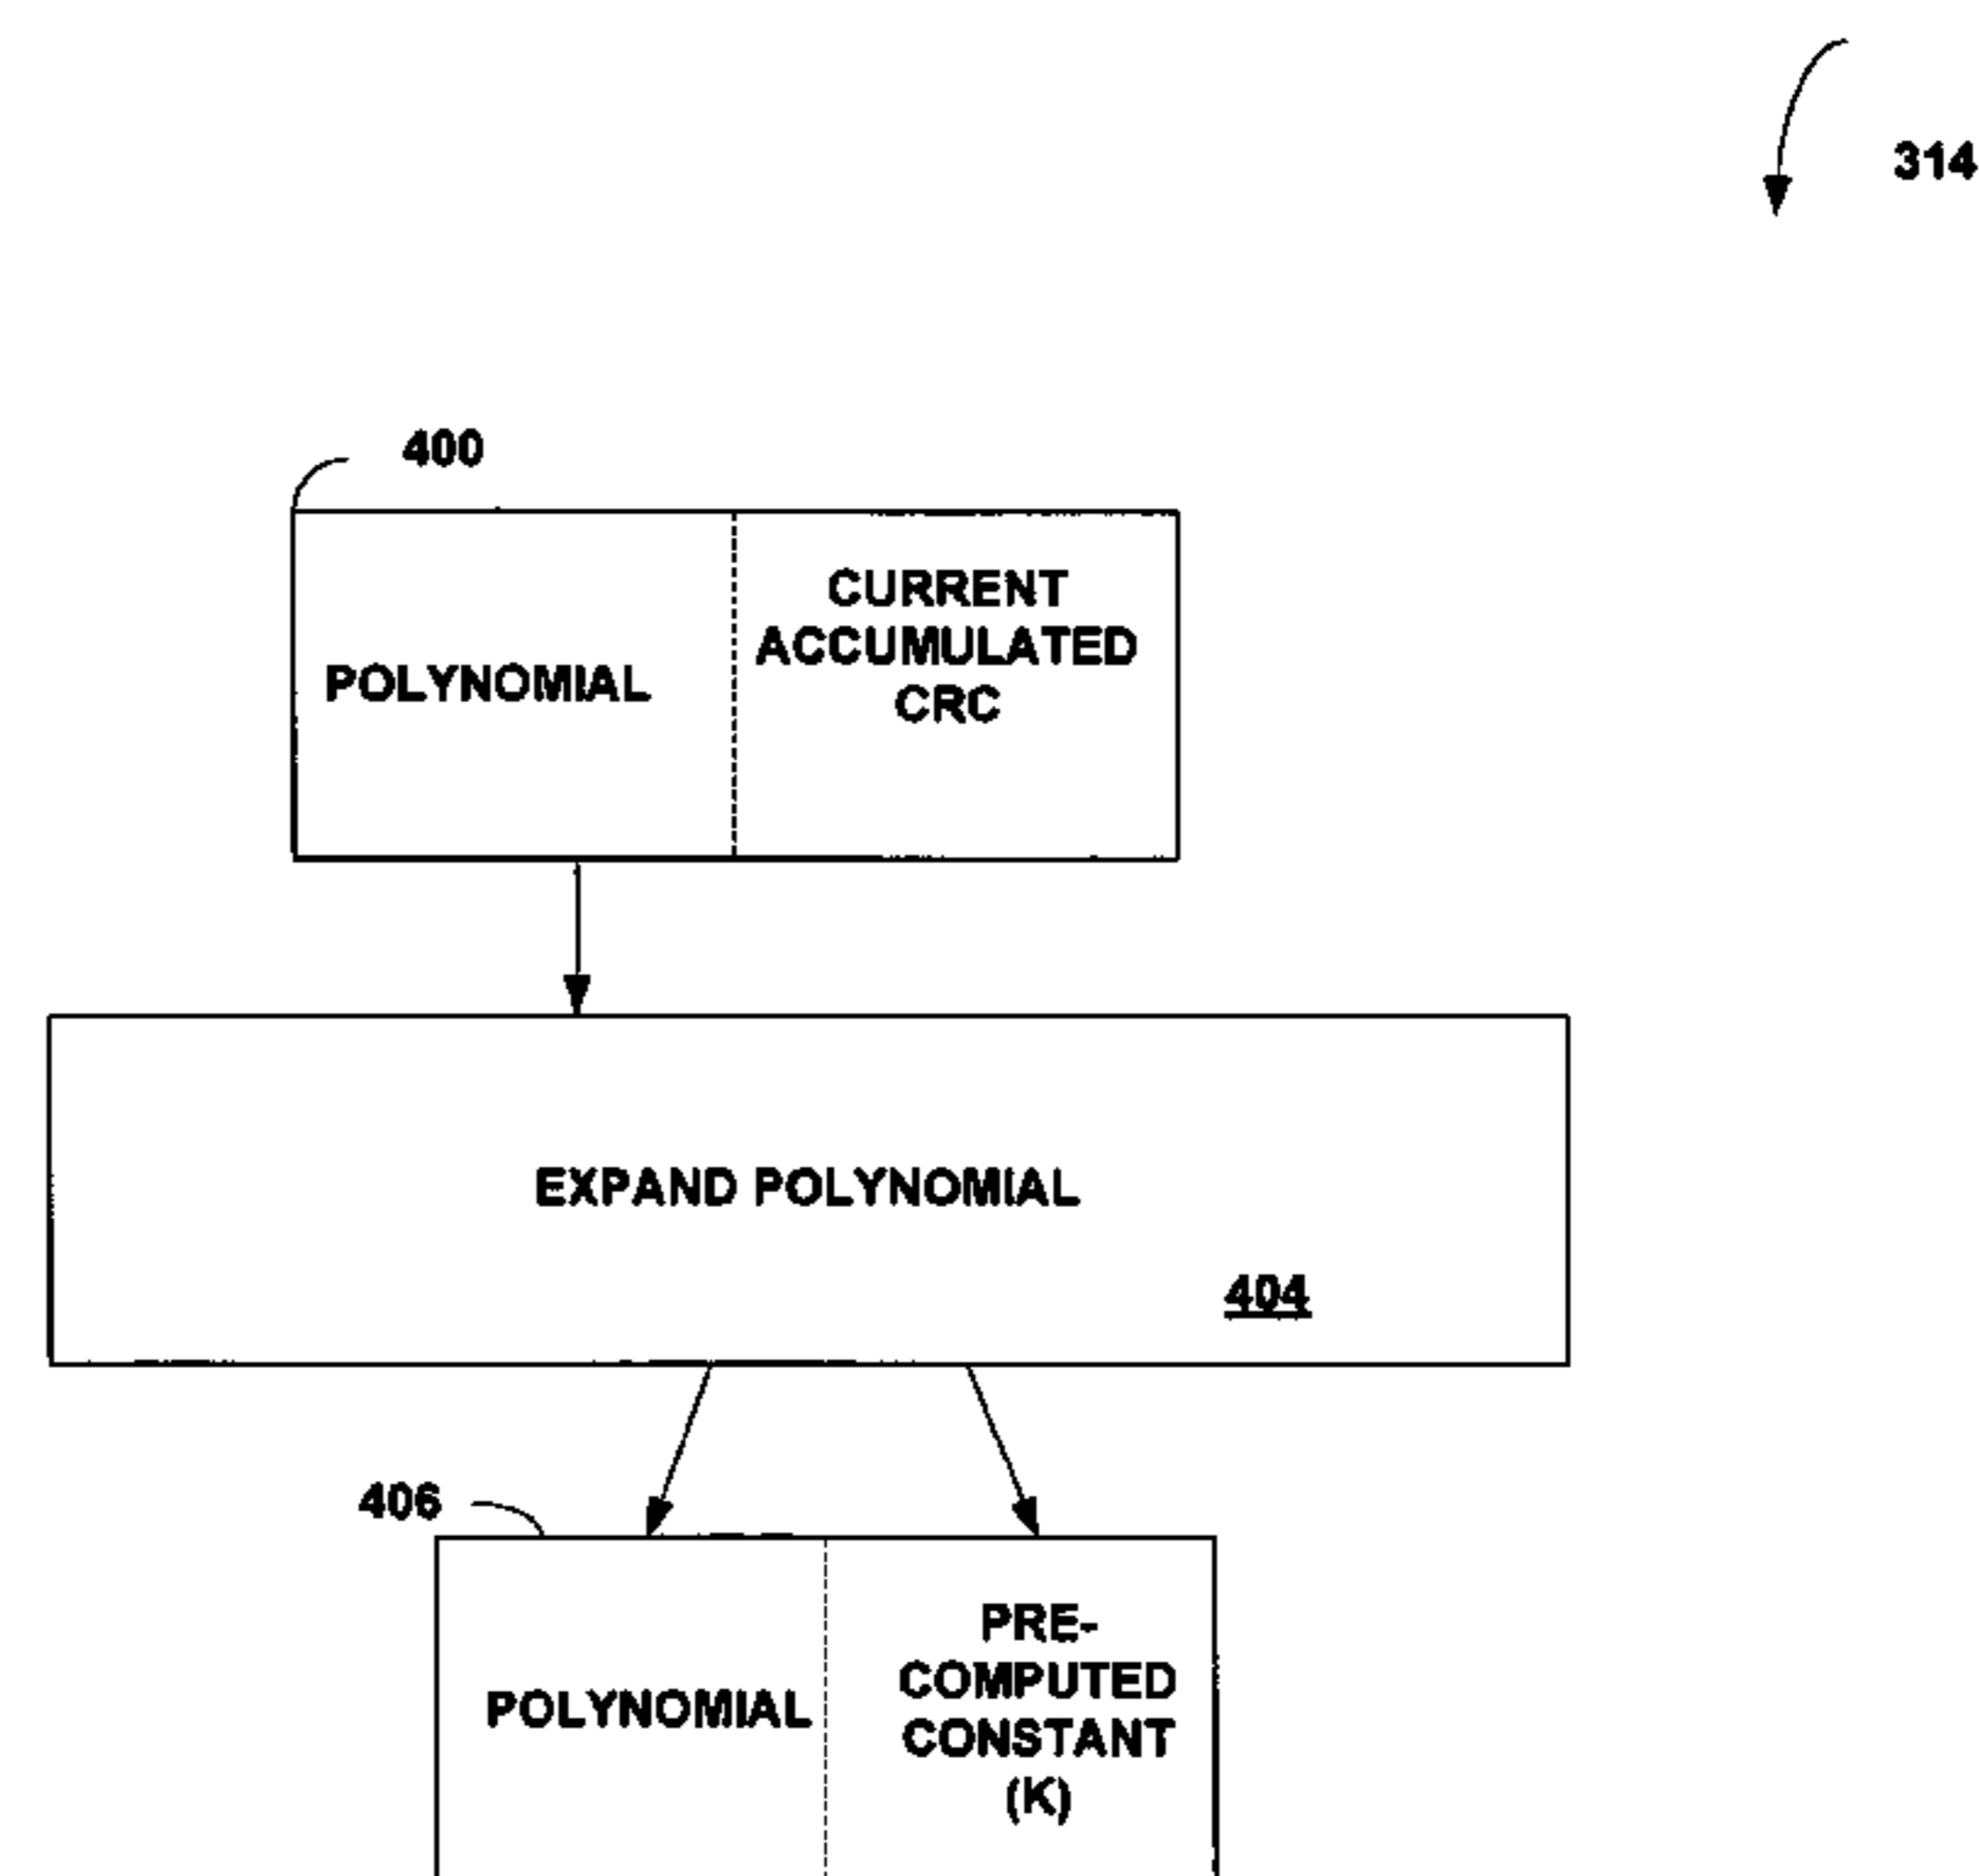 314
400
POLYNOMIAL
CURRENT
ACCUMULATED
CRC
EXPAND POLYNOMIAL
404
406
POLYNOMIAL
PRE-
COMPUTED
CONSTANT
(K)